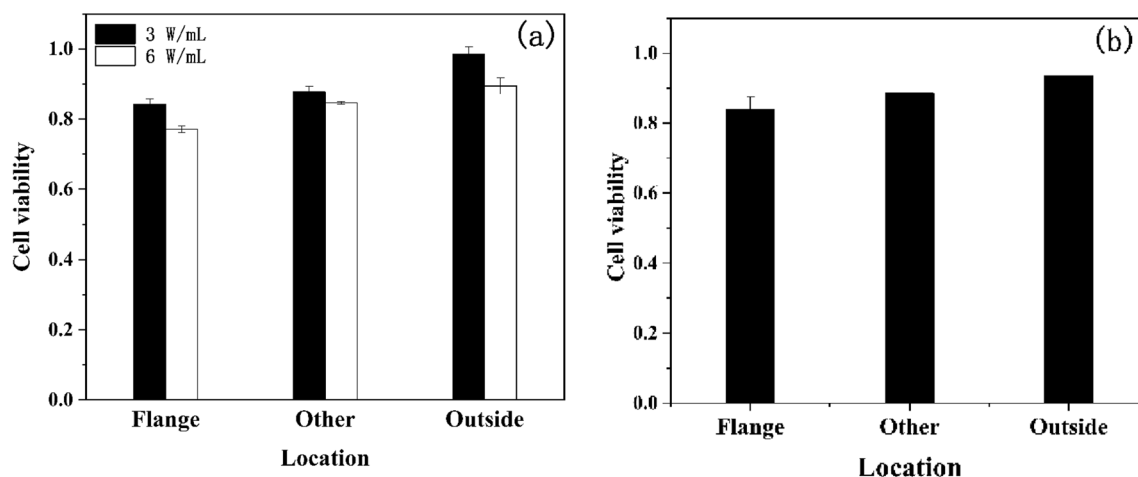 (a)
3 W/mL
6 W/mL
1.0
0.8
0.6
0.4
0.2
0.0
Cell viability
Flange Other Outside
Location
(b)
1.0
0.8
0.6
0.4
0.2
0.0
Cell viability
Flange Other Outside
Location